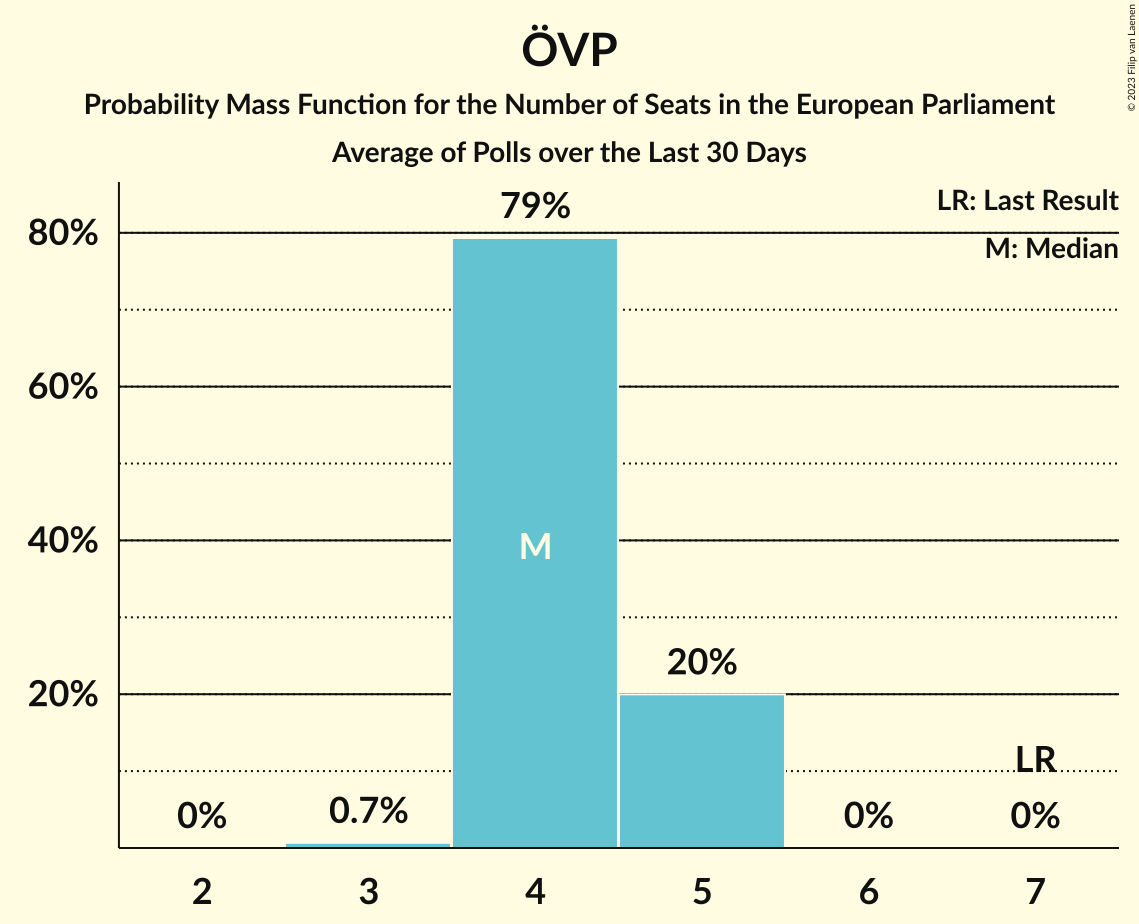 ÖVP
Probability Mass Function for the Number of Seats in the European Parliament
Average of Polls over the Last 30 Days
© 2023 Filip van Laenen
LR: Last Result
M: Median
80%
60%
40%
20%
79%
M
20%
LR
0%
0.7%
0%
0%
2
3
4
5
6
7